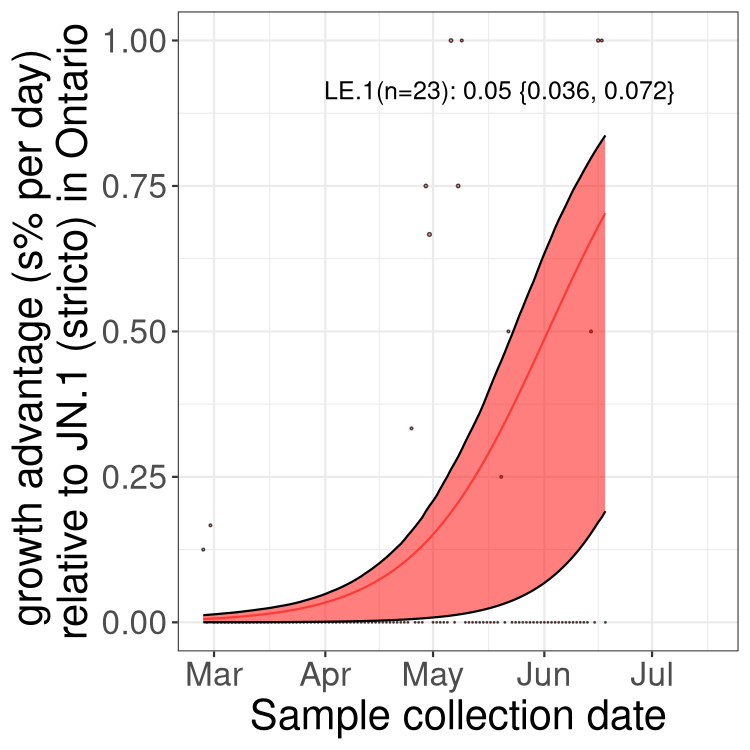 growth advantage (s% per day)
relative to JN.1 (stricto) in Ontario
1.00
0.75
0.50
0.25
0.00
LE.1(n=23): 0.05 {0.036, 0.072}
Mar Apr May Jun Jul
Sample collection date